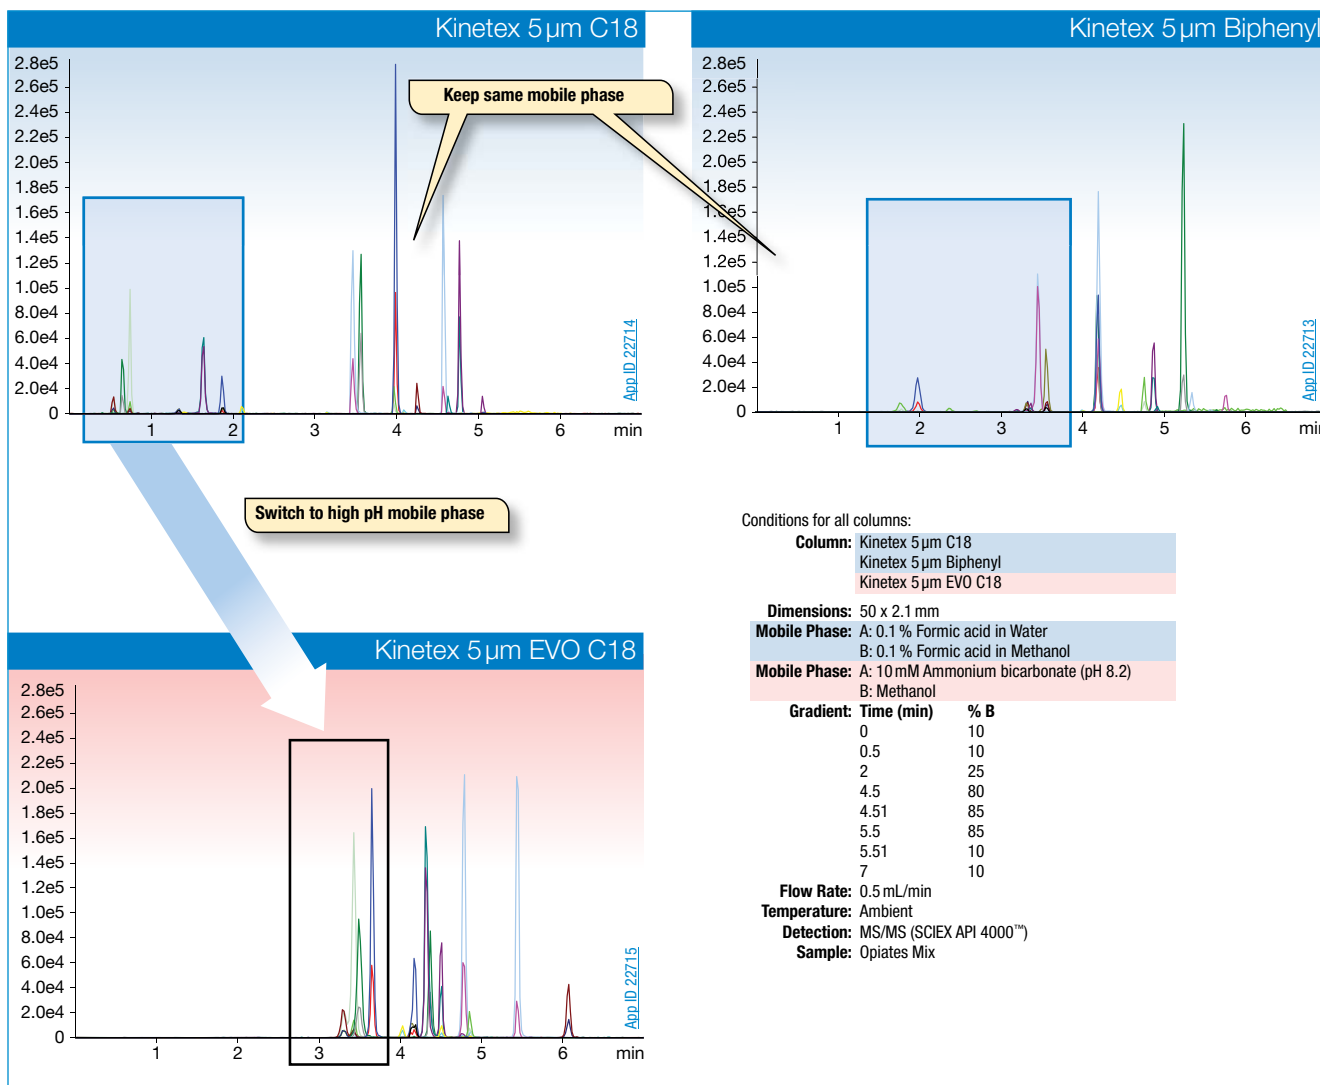 Kinetex 5 µm C18
2.8e5
2.6e5
2.4e5
2.2e5
2.0e5
1.8e5
1.6e5
1.4e5
1.2e5
1.0e5
8.0e4
6.0e4
4.0e4
2.0e4
0
1 2 3 4 5 6 min
App ID 22714
Keep same mobile phase
Kinetex 5 µm Biphenyl
2.8e5
2.6e5
2.4e5
2.2e5
2.0e5
1.8e5
1.6e5
1.4e5
1.2e5
1.0e5
8.0e4
6.0e4
4.0e4
2.0e4
0
1 2 3 4 5 6 min
App ID 22713
Switch to high pH mobile phase
Kinetex 5 µm EVO C18
2.8e5
2.6e5
2.4e5
2.2e5
2.0e5
1.8e5
1.6e5
1.4e5
1.2e5
1.0e5
8.0e4
6.0e4
4.0e4
2.0e4
0
1 2 3 4 5 6 min
App ID 22715
Conditions for all columns:
Column: Kinetex 5 µm C18
Kinetex 5 µm Biphenyl
Kinetex 5 µm EVO C18
Dimensions: 50 x 2.1 mm
Mobile Phase: A: 0.1 % Formic acid in Water
B: 0.1 % Formic acid in Methanol
Mobile Phase: A: 10 mM Ammonium bicarbonate (pH 8.2)
B: Methanol
Gradient: Time (min) % B
0 10
0.5 10
2 25
4.5 80
4.51 85
5.5 85
5.51 10
7 10
Flow Rate: 0.5 mL/min
Temperature: Ambient
Detection: MS/MS (SCIEX API 4000™)
Sample: Opiates Mix